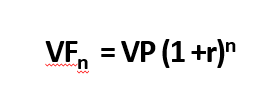 VFₙ = VP (1 +r)ⁿ